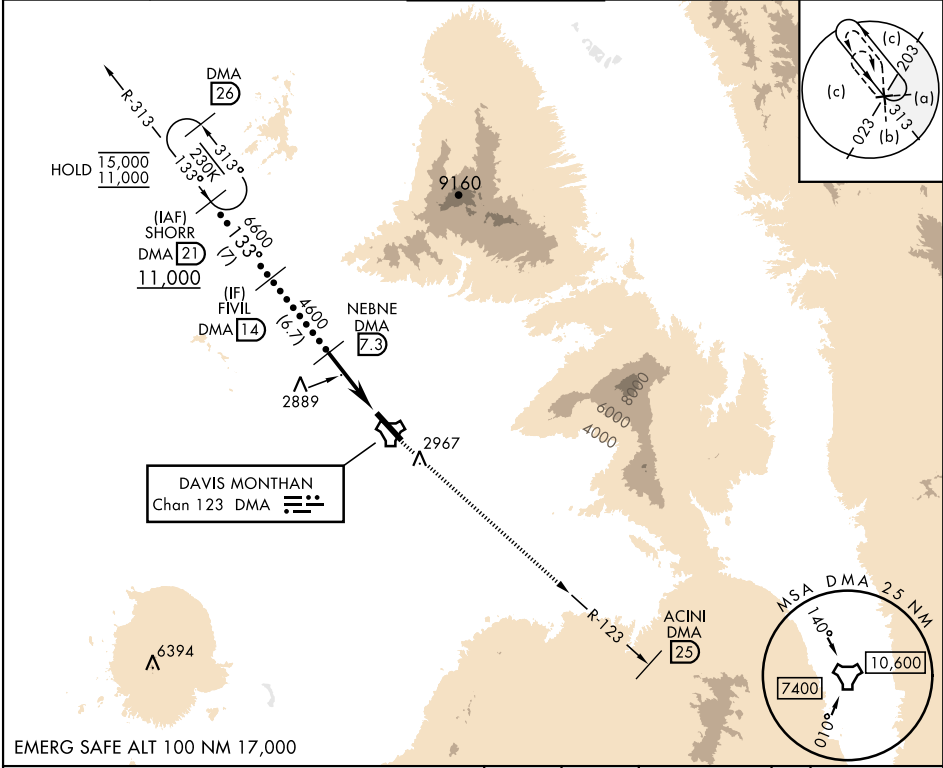 DMA
26
R-313
313°
230K
133°
HOLD 15,000
11,000
(IAF)
SHORR
DMA 21
11,000
6600
133°
(7)
(IF)
FIVIL
DMA 14
4600
(6.7)
NEBNE
DMA
7.3
2889
2967
9160
8000
6000
4000
DAVIS MONTHAN
Chan 123 DMA
R-123
ACINI
DMA
25
6394
EMERG SAFE ALT 100 NM 17,000
(c)
203
(c)
(a)
313
(b)
023
MSA DMA 25 NM
140°
10,600
7400
010°